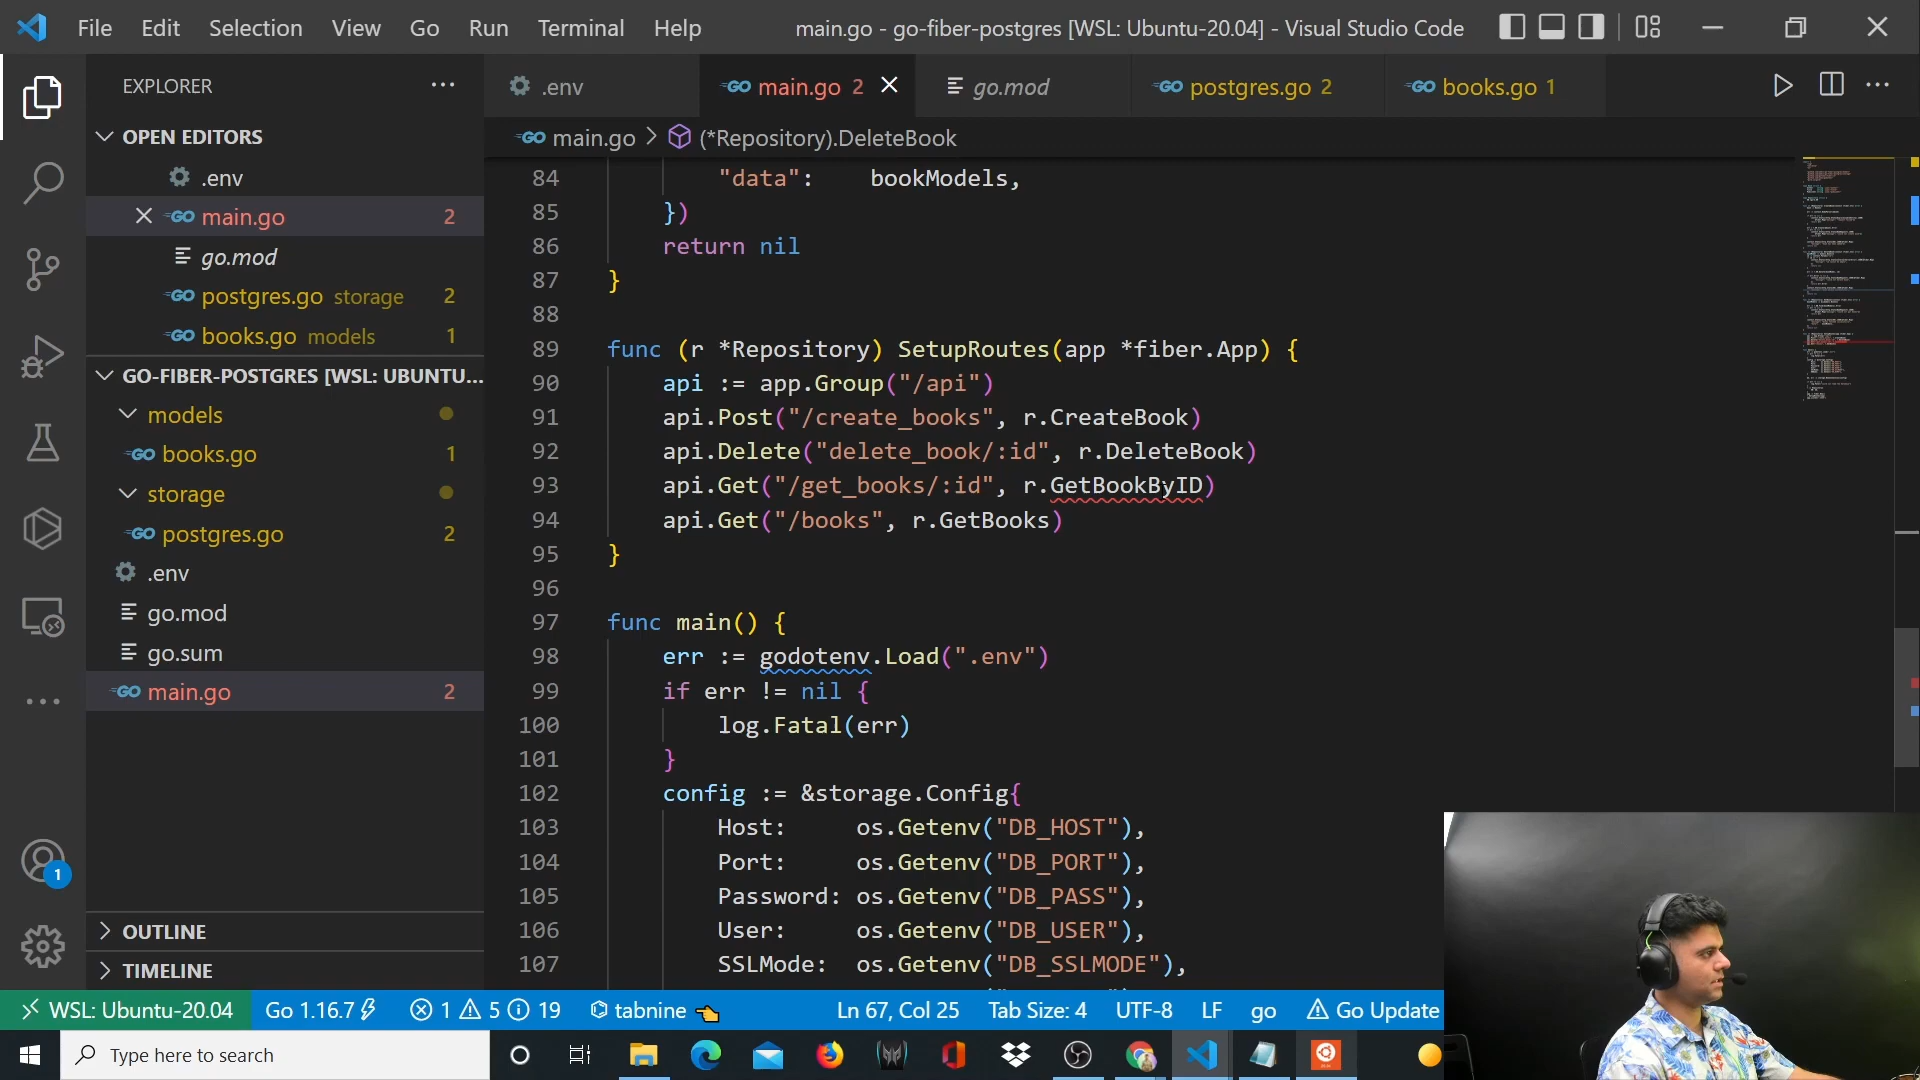 File Edit Selection View Go Run Terminal Help
main.go - go-fiber-postgres [WSL: Ubuntu-20.04] - Visual Studio Code
EXPLORER
OPEN EDITORS
.env
main.go 2
go.mod
postgres.go storage 2
books.go models 1
GO-FIBER-POSTGRES [WSL: UBUNTU...
models
books.go 1
storage
postgres.go 2
.env
go.mod
go.sum
main.go 2
OUTLINE
TIMELINE
1
.env
main.go 2
go.mod
postgres.go 2
books.go 1
main.go > (*Repository).DeleteBook
84 "data": bookModels,
85 })
86 return nil
87 }
88
89 func (r *Repository) SetupRoutes(app *fiber.App) {
90 api := app.Group("/api")
91 api.Post("/create_books", r.CreateBook)
92 api.Delete("delete_book/:id", r.DeleteBook)
93 api.Get("/get_books/:id", r.GetBookByID)
94 api.Get("/books", r.GetBooks)
95 }
96
97 func main() {
98 err := godotenv.Load(".env")
99 if err != nil {
100 log.Fatal(err)
101 }
102 config := &storage.Config{
103 Host: os.Getenv("DB_HOST"),
104 Port: os.Getenv("DB_PORT"),
105 Password: os.Getenv("DB_PASS"),
106 User: os.Getenv("DB_USER"),
107 SSLMode: os.Getenv("DB_SSLMODE"),
WSL: Ubuntu-20.04 Go 1.16.7 1 5 19 tabnine Ln 67, Col 25 Tab Size: 4 UTF-8 LF go Go Update
Type here to search